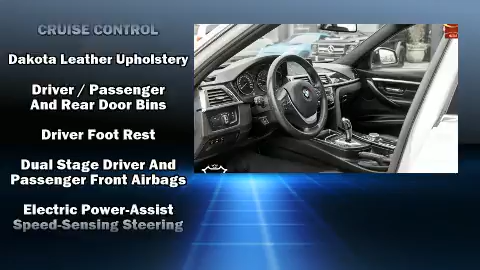 CRUISE CONTROL
Dakota Leather Upholstery
Driver / Passenger
And Rear Door Bins
Driver Foot Rest
Dual Stage Driver And
Passenger Front Airbags
Electric Power-Assist
Speed-Sensing Steering